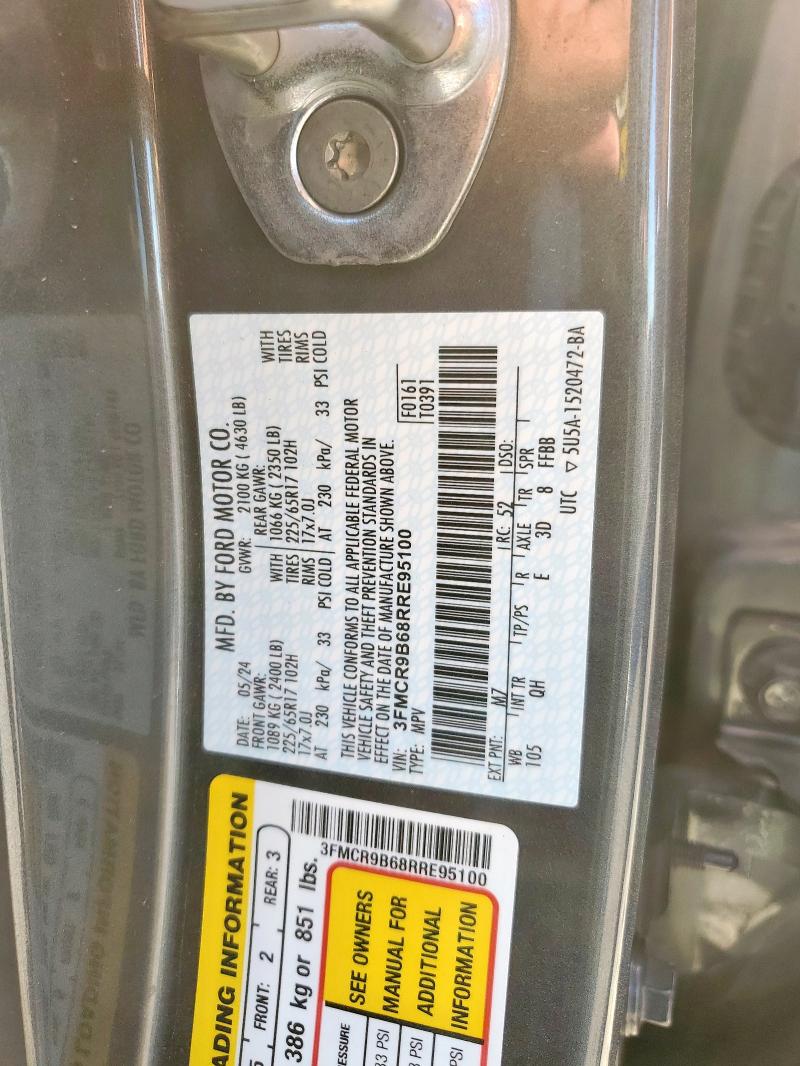 MFD. BY FORD MOTOR CO.
DATE: 05/24 GVWR: 2100 KG ( 4630 LB)
FRONT GAWR: REAR GAWR:
1089 KG ( 2400 LB) WITH 1066 KG ( 2350 LB) WITH
225/65R17 102H TIRES 225/65R17 102H TIRES
17x7.0J RIMS 17x7.0J RIMS
AT 230 kPa/ 33 PSI COLD AT 230 kPa/ 33 PSI COLD
THIS VEHICLE CONFORMS TO ALL APPLICABLE FEDERAL MOTOR
VEHICLE SAFETY AND THEFT PREVENTION STANDARDS IN
EFFECT ON THE DATE OF MANUFACTURE SHOWN ABOVE.
VIN: 3FMCR9B68RRE95100 F0161
TYPE: MPV T0391
EXT PNT: M7 RC: 52 DSO:
WB INT TR TP/PS R AXLE TR SPR
105 QH E 3D 8 FFBB
UTC ▽ 5U5A-1520472-BA
ADING INFORMATION
FRONT: 2 REAR: 3
386 kg or 851 lbs.
3FMCR9B68RRE95100
SEE OWNERS
MANUAL FOR
ADDITIONAL
INFORMATION
ESSURE
33 PSI
PSI
PSI